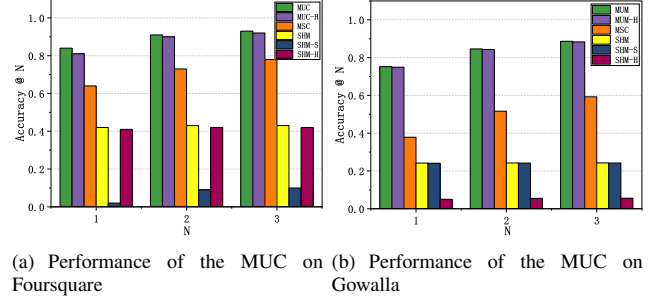 1.0
0.8
0.6
0.4
0.2
0.0
Accuracy @ N
1 2 3
N
MUC
MUC-H
MSC
SHM
SHM-S
SHM-H
1.0
0.8
0.6
0.4
0.2
0.0
Accuracy @ N
1 2 3
N
MUM
MUM-H
MSC
SHM
SHM-S
SHM-H
(a) Performance of the MUC on
Foursquare
(b) Performance of the MUC on
Gowalla